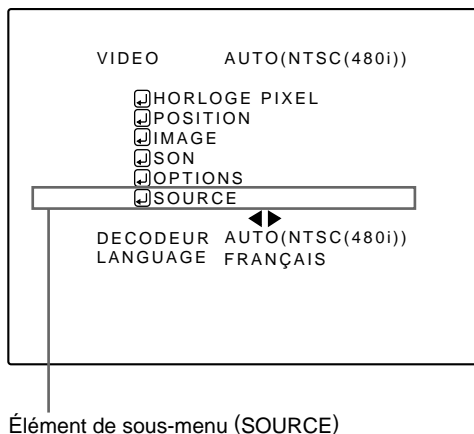 VIDEO AUTO(NTSC(480i))
HORLOGE PIXEL
POSITION
IMAGE
SON
OPTIONS
SOURCE
DECODEUR AUTO(NTSC(480i))
LANGUAGE FRANÇAIS
Élément de sous-menu (SOURCE)